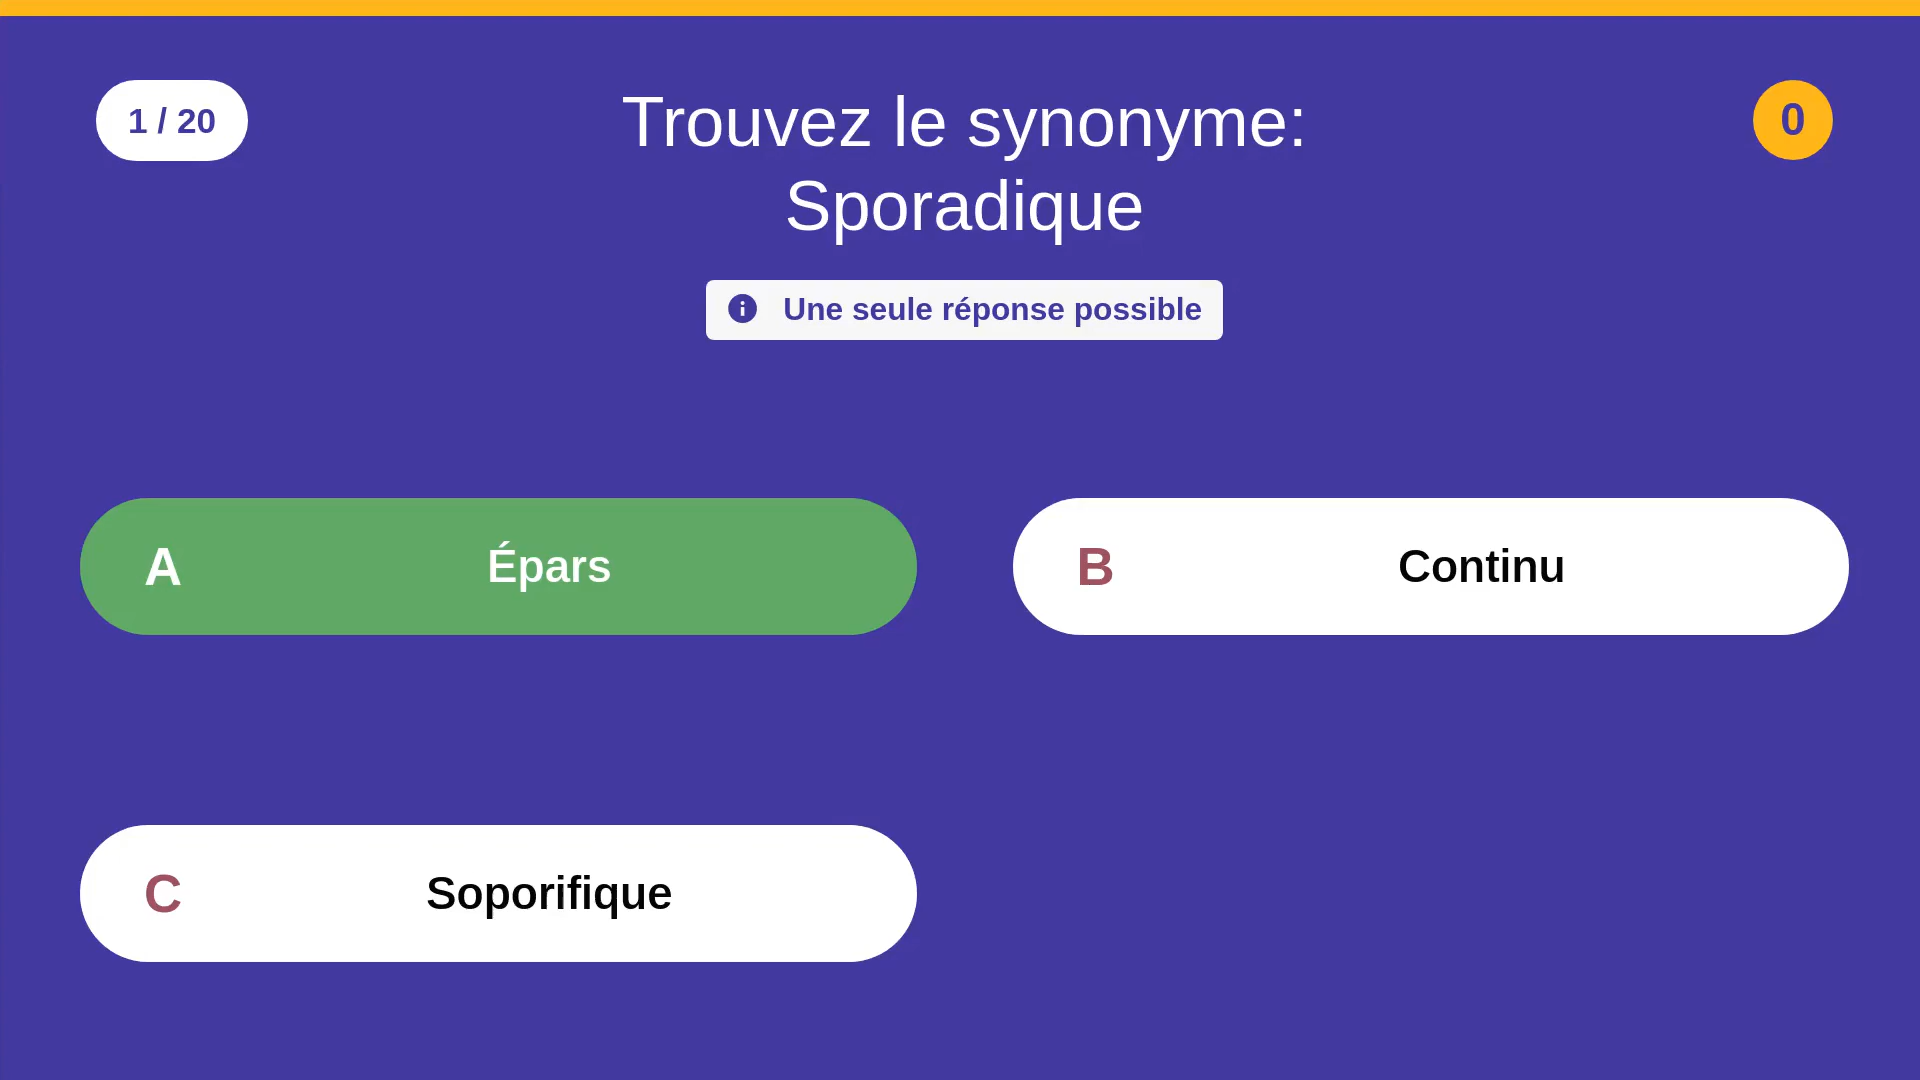 1 / 20
Trouvez le synonyme:
Sporadique
0
Une seule réponse possible
A Épars
B Continu
C Soporifique